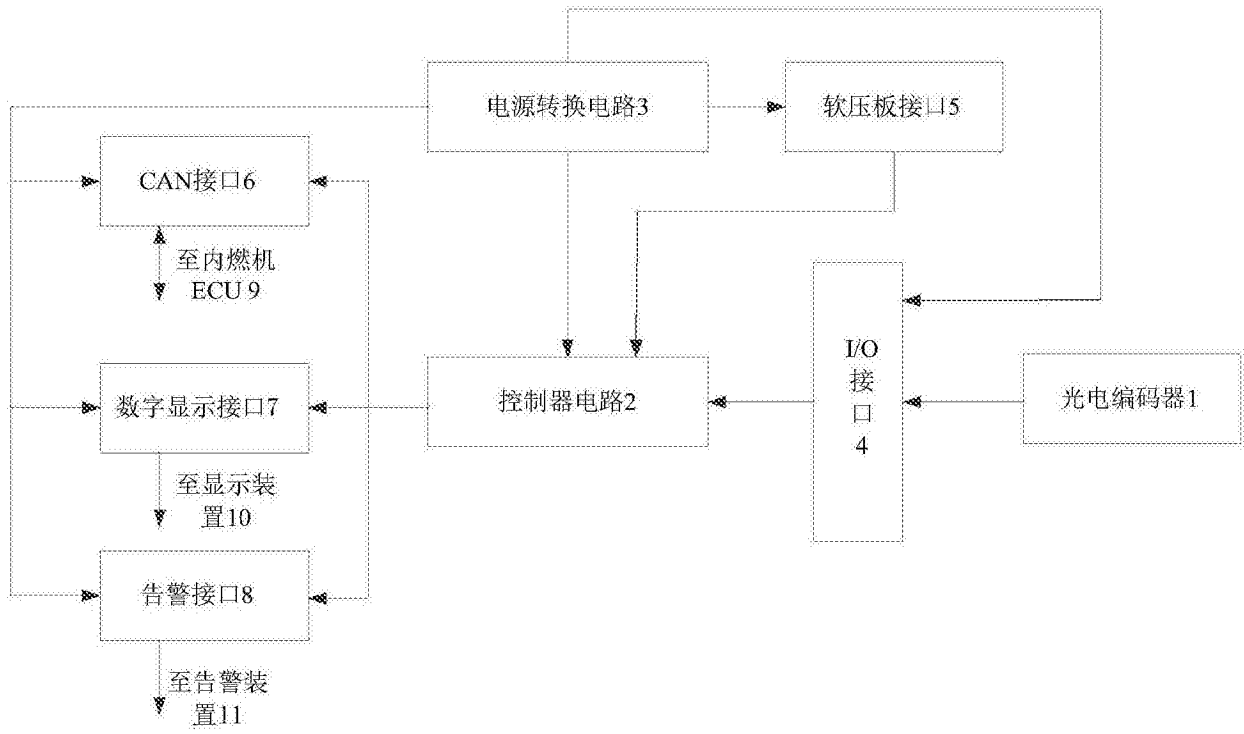 电源转换电路3
软压板接口5
CAN接口6
至内燃机
ECU 9
I/O
接
口
4
数字显示接口7
控制器电路2
光电编码器1
至显示装
置10
告警接口8
至告警装
置11